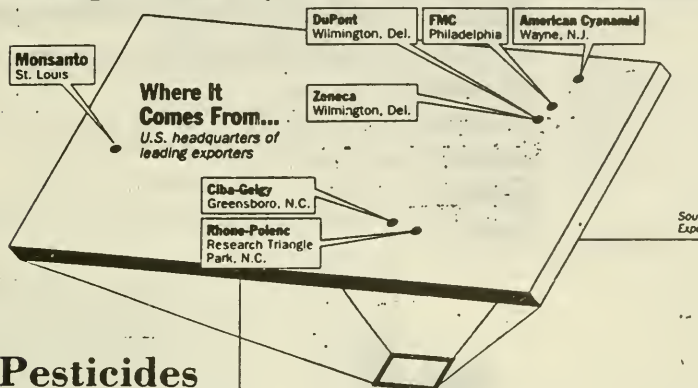 DuPont
Wilmington, Del.
FMC
Philadelphia
American Cyanamid
Wayne, N.J.
Monsanto
St. Louis
Where It
Comes From...
U.S. headquarters of
leading exporters
Zeneca
Wilmington, Del.
Ciba-Geigy
Greensboro, N.C.
Rhone-Polenc
Research Triangle
Park, N.C.
Pesticides